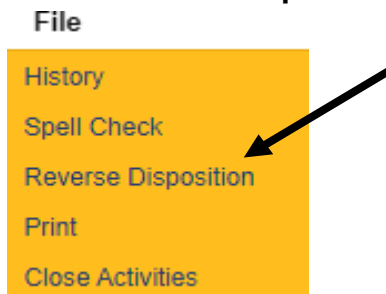 File
History
Spell Check
Reverse Disposition
Print
Close Activities